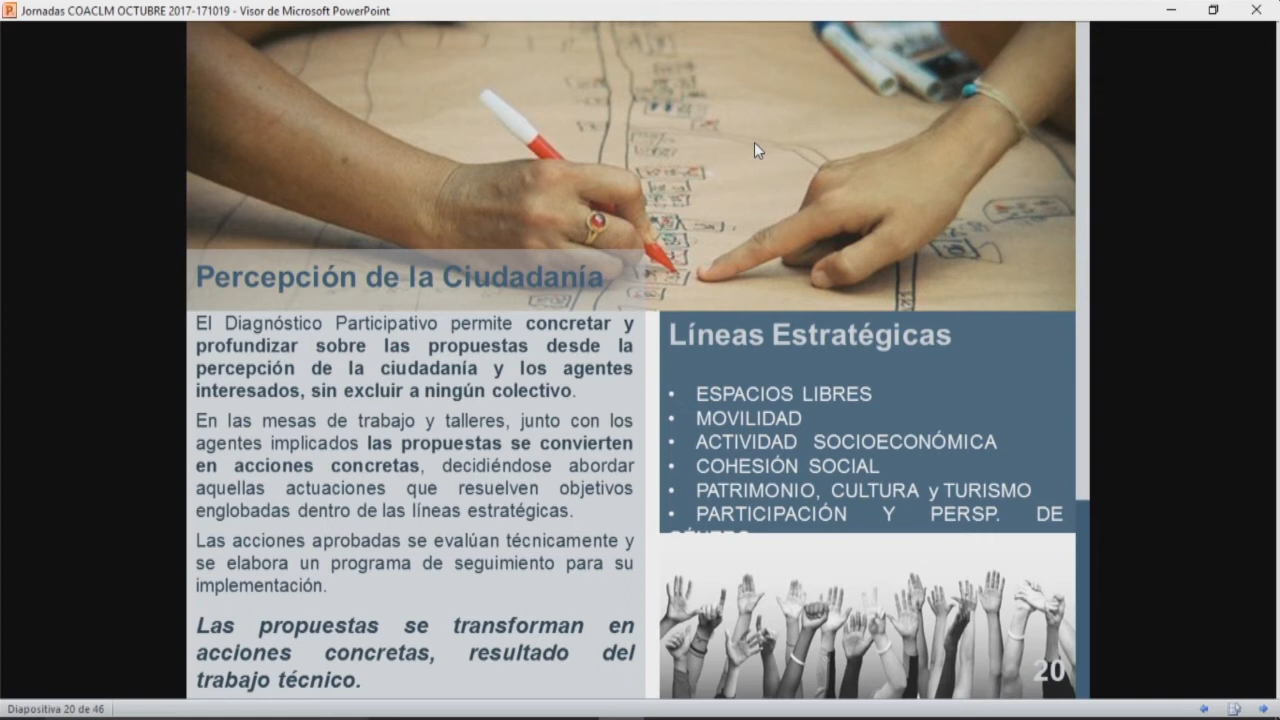 Jornadas COACLM OCTUBRE 2017-171019 - Visor de Microsoft PowerPoint
Percepción de la Ciudadanía
El Diagnóstico Participativo permite concretar y
profundizar sobre las propuestas desde la
percepción de la ciudadanía y los agentes
interesados, sin excluir a ningún colectivo.
En las mesas de trabajo y talleres, junto con los
agentes implicados las propuestas se convierten
en acciones concretas, decidiéndose abordar
aquellas actuaciones que resuelven objetivos
englobadas dentro de las líneas estratégicas.
Las acciones aprobadas se evalúan técnicamente y
se elabora un programa de seguimiento para su
implementación.
Las propuestas se transforman en
acciones concretas, resultado del
trabajo técnico.
Líneas Estratégicas
• ESPACIOS LIBRES
• MOVILIDAD
• ACTIVIDAD SOCIOECONÓMICA
• COHESIÓN SOCIAL
• PATRIMONIO, CULTURA y TURISMO
• PARTICIPACIÓN Y PERSP. DE
20
Diapositiva 20 de 46